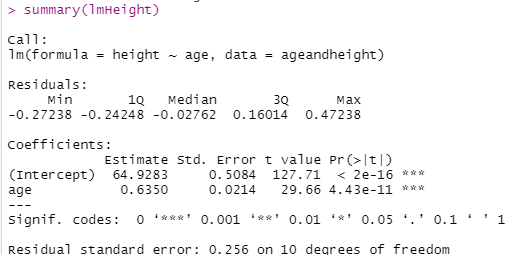 > summary(lmHeight)
Call:
lm(formula = height ~ age, data = ageandheight)
Residuals:
     Min       1Q   Median       3Q      Max
-0.27238 -0.24248 -0.02762  0.16014  0.47238
Coefficients:
            Estimate Std. Error t value Pr(>|t|)
(Intercept)  64.9283     0.5084  127.71  < 2e-16 ***
age           0.6350     0.0214   29.66 4.43e-11 ***
---
Signif. codes:  0 ‘***’ 0.001 ‘**’ 0.01 ‘*’ 0.05 ‘.’ 0.1 ‘ ’ 1
Residual standard error: 0.256 on 10 degrees of freedom